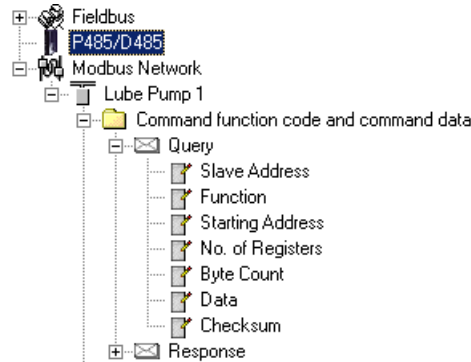 Fieldbus
P485/D485
Modbus Network
Lube Pump 1
Command function code and command data
Query
Slave Address
Function
Starting Address
No. of Registers
Byte Count
Data
Checksum
Response